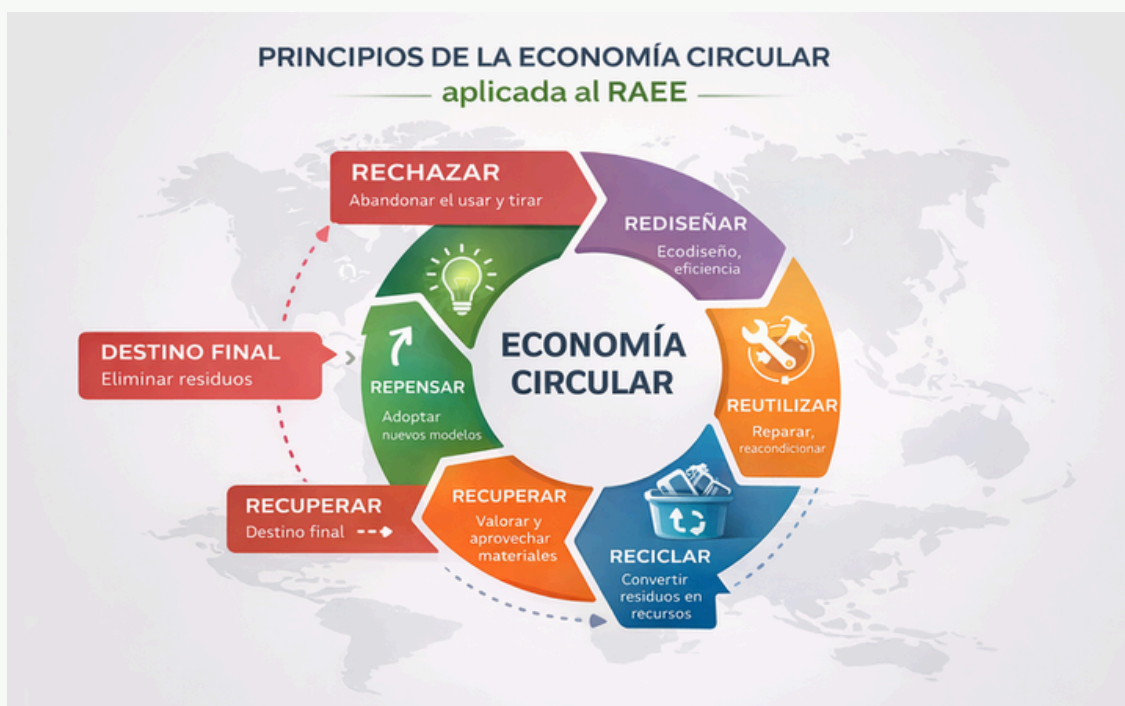 PRINCIPIOS DE LA ECONOMÍA CIRCULAR
aplicada al RAEE
RECHAZAR
Abandonar el usar y tirar
REDISEÑAR
Ecodiseño,
eficiencia
REUTILIZAR
Reparar,
reacondicionar
RECICLAR
Convertir
residuos en
recursos
RECUPERAR
Valorar y
aprovechar
materiales
RECUPERAR
Destino final
DESTINO FINAL
Eliminar residuos
REPENSAR
Adoptar
nuevos modelos
ECONOMÍA
CIRCULAR